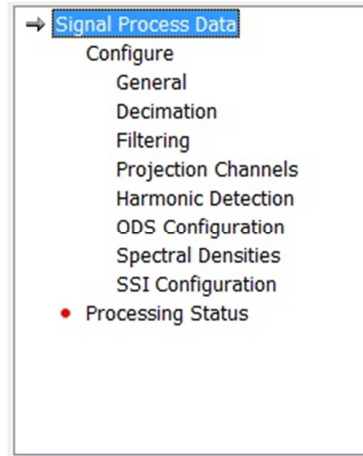 Signal Process Data
Configure
General
Decimation
Filtering
Projection Channels
Harmonic Detection
ODS Configuration
Spectral Densities
SSI Configuration
Processing Status